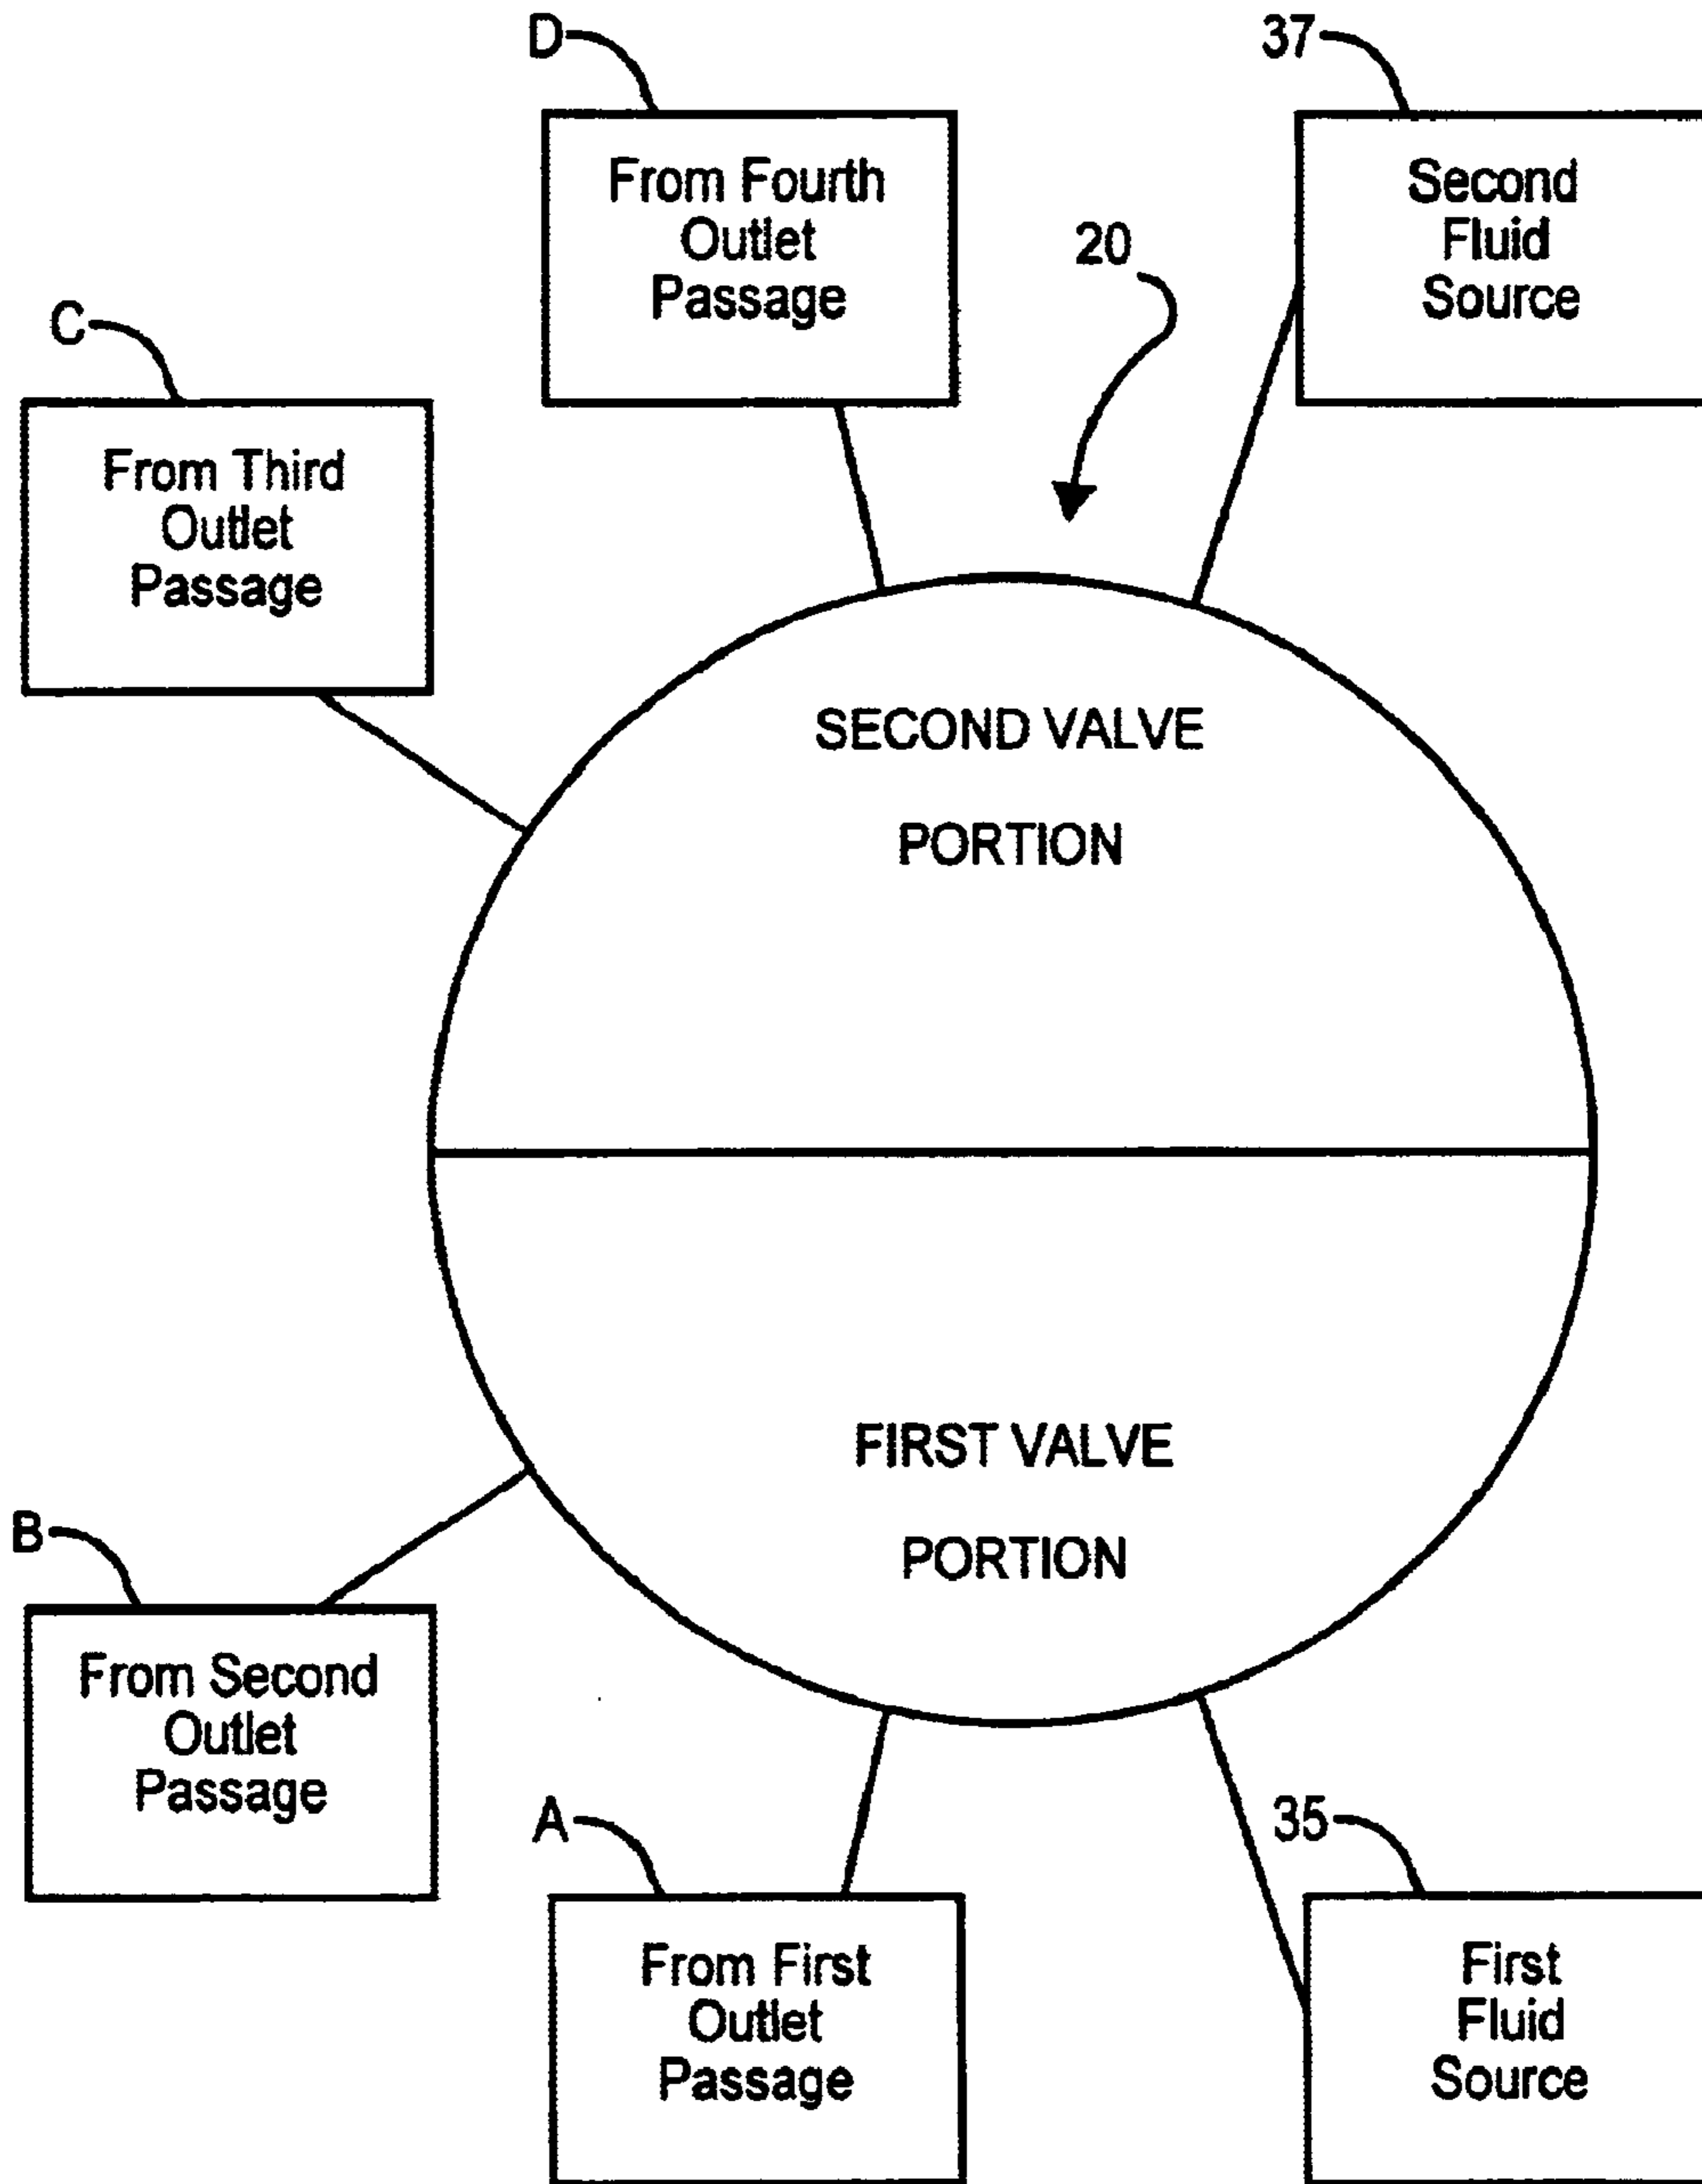 D
37
From Fourth
Outlet
Passage
Second
Fluid
Source
20
C
From Third
Outlet
Passage
SECOND VALVE
PORTION
FIRST VALVE
PORTION
B
From Second
Outlet
Passage
A
From First
Outlet
Passage
35
First
Fluid
Source